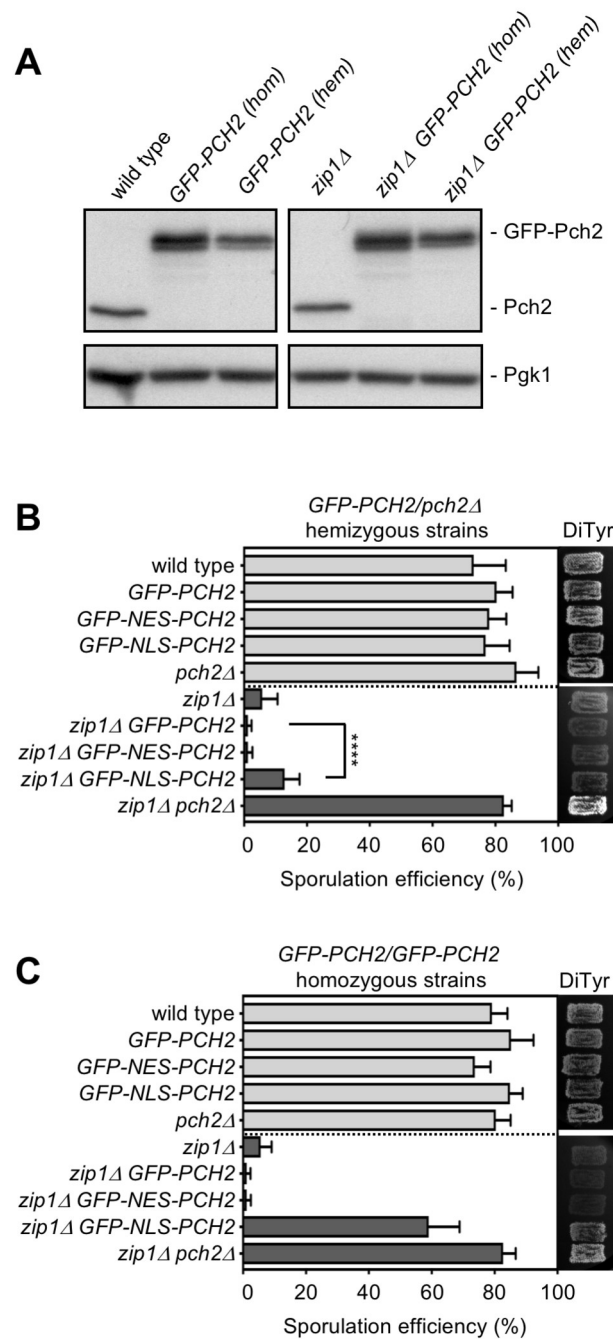 A
wild type
GFP-PCH2 (hom)
GFP-PCH2 (hem)
zip1Δ
zip1Δ GFP-PCH2 (hom)
zip1Δ GFP-PCH2 (hem)
- GFP-Pch2
- Pch2
- Pgk1
B
GFP-PCH2/pch2Δ
hemizygous strains
DiTyr
wild type
GFP-PCH2
GFP-NES-PCH2
GFP-NLS-PCH2
pch2Δ
zip1Δ
zip1Δ GFP-PCH2
zip1Δ GFP-NES-PCH2
zip1Δ GFP-NLS-PCH2
zip1Δ pch2Δ
****
0 20 40 60 80 100
Sporulation efficiency (%)
C
GFP-PCH2/GFP-PCH2
homozygous strains
DiTyr
wild type
GFP-PCH2
GFP-NES-PCH2
GFP-NLS-PCH2
pch2Δ
zip1Δ
zip1Δ GFP-PCH2
zip1Δ GFP-NES-PCH2
zip1Δ GFP-NLS-PCH2
zip1Δ pch2Δ
0 20 40 60 80 100
Sporulation efficiency (%)